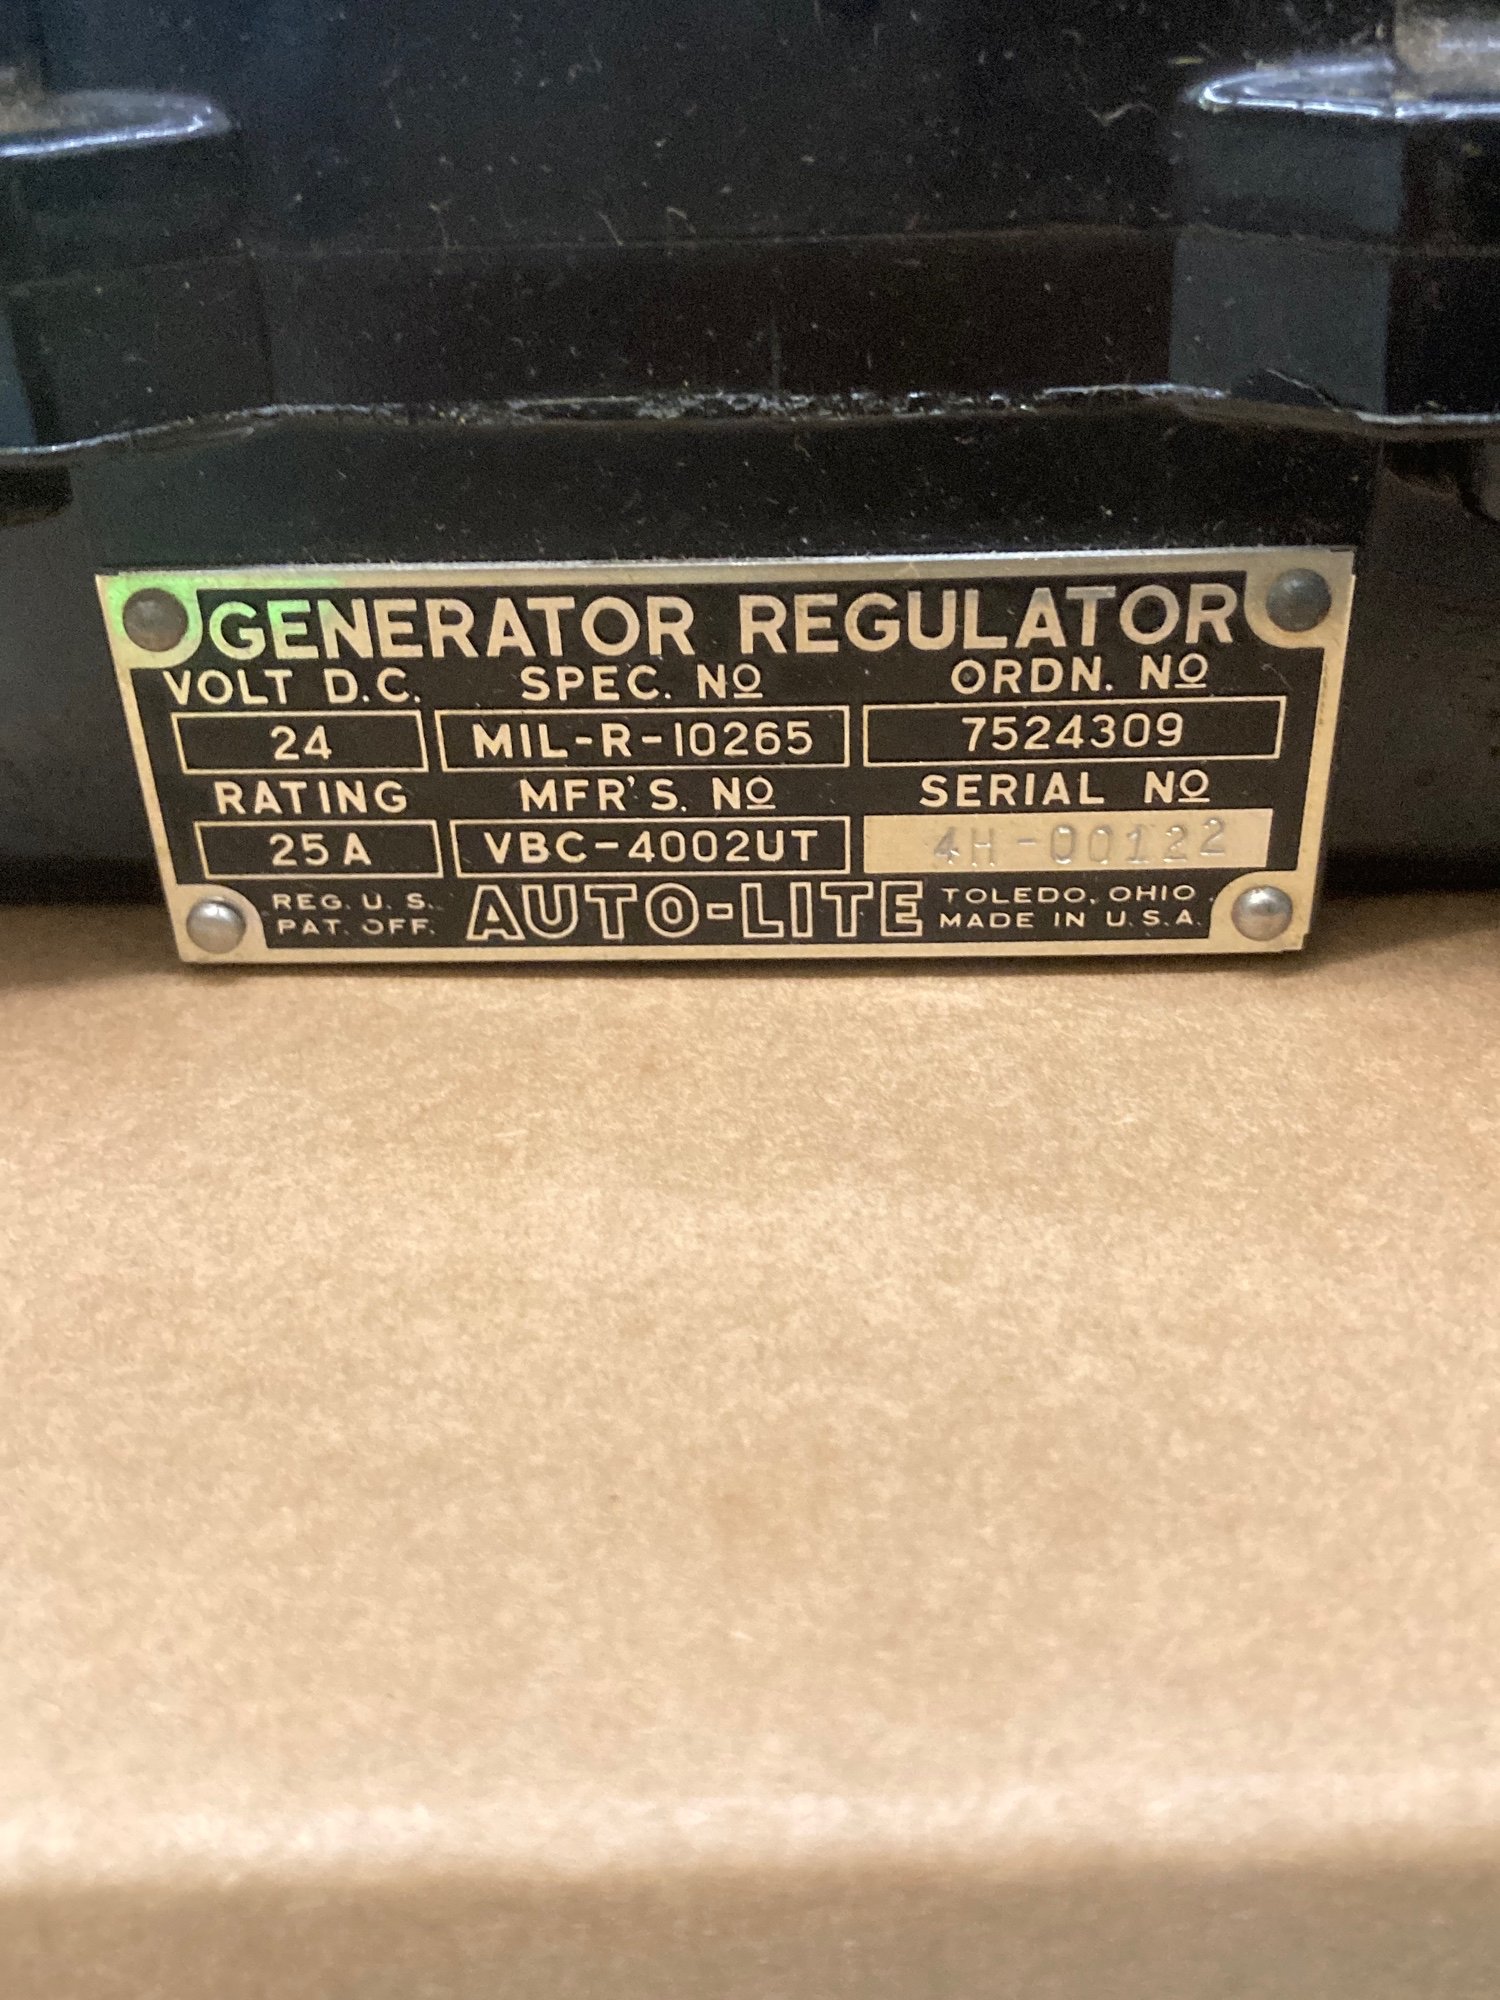 GENERATOR REGULATOR
VOLT D.C. SPEC. Nº ORDN. Nº
24 MIL-R-10265 7524309
RATING MFR'S. Nº SERIAL Nº
25A VBC-4002UT 4H-00122
REG. U. S. PAT. OFF. AUTO-LITE TOLEDO, OHIO. MADE IN U.S.A.